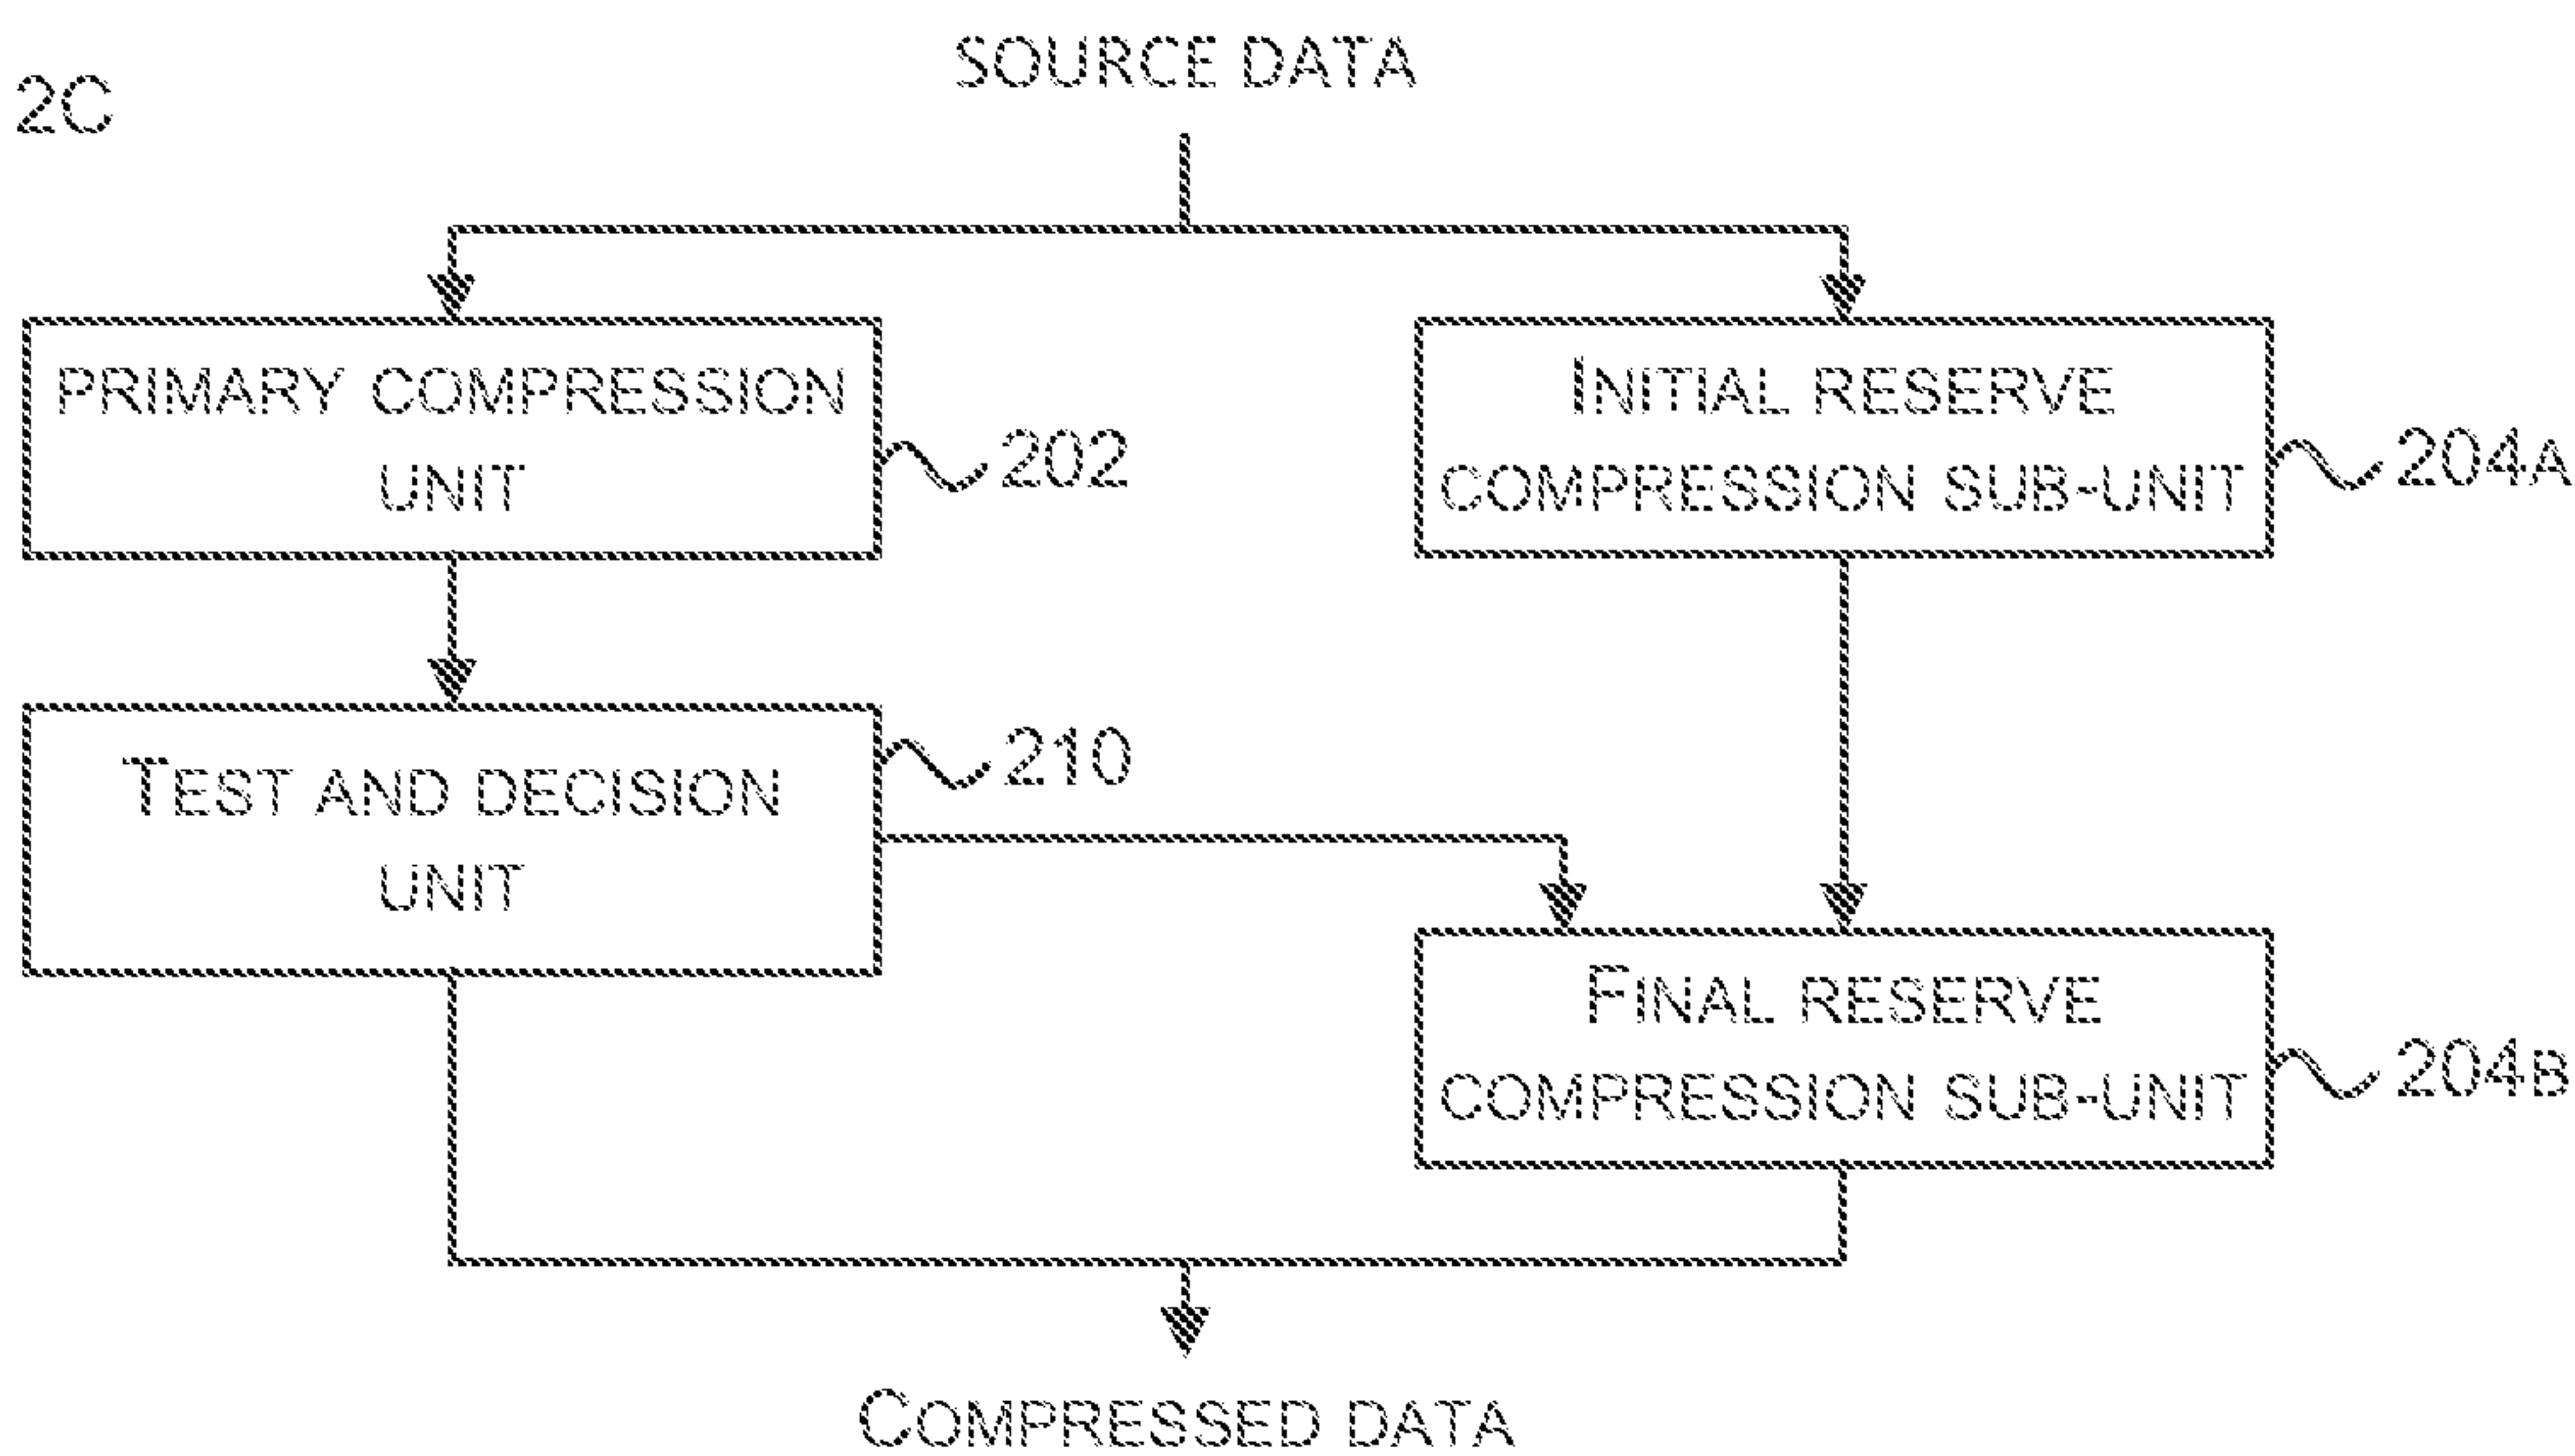 SOURCE DATA
2C
PRIMARY COMPRESSION
UNIT
202
INITIAL RESERVE
COMPRESSION SUB-UNIT
204A
TEST AND DECISION
UNIT
210
FINAL RESERVE
COMPRESSION SUB-UNIT
204B
COMPRESSED DATA